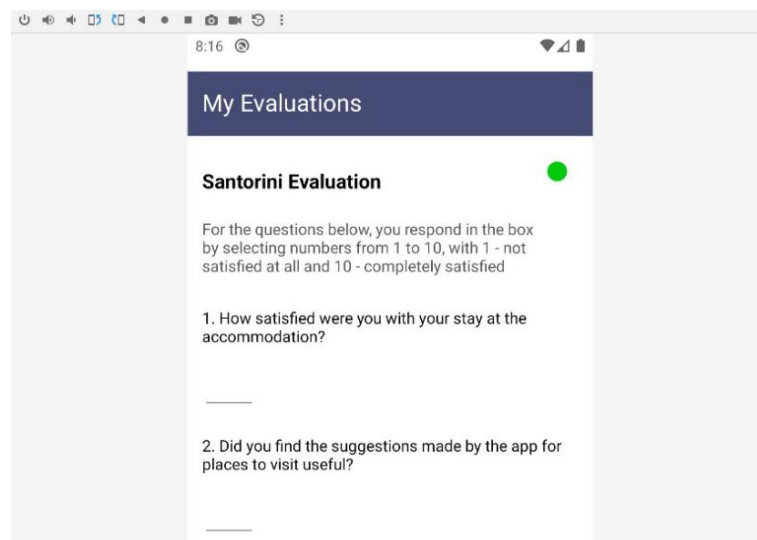 8:16
My Evaluations
Santorini Evaluation
For the questions below, you respond in the box
by selecting numbers from 1 to 10, with 1 - not
satisfied at all and 10 - completely satisfied
1. How satisfied were you with your stay at the
accommodation?
2. Did you find the suggestions made by the app for
places to visit useful?